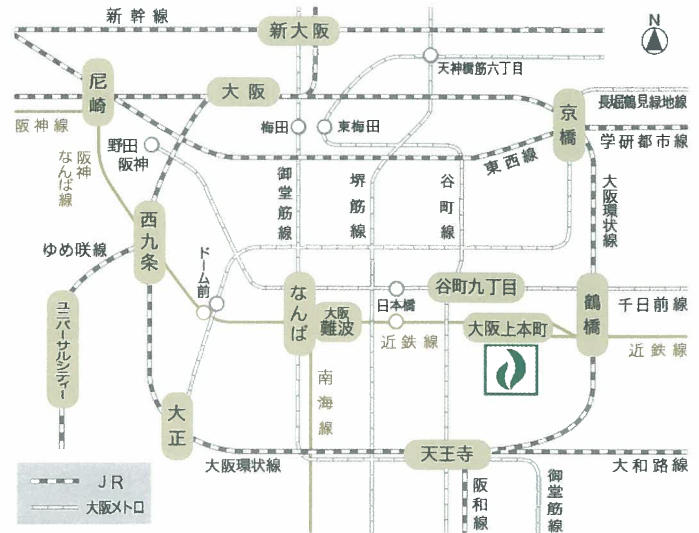 新幹線
新大阪
N
天神橋筋六丁目
尼崎
大阪
京橋
長堀鶴見緑地線
阪神線
野田阪神
梅田
東梅田
学研都市線
東西線
阪神なんば線
御堂筋線
堺筋線
谷町線
大阪環状線
西九条
ゆめ咲線
ドーム前
なんば
大阪難波
日本橋
谷町九丁目
鶴橋
千日前線
ユニバーサルシティー
近鉄線
大阪上本町
近鉄線
南海線
大正
大阪環状線
天王寺
大和路線
阪和線
御堂筋線
JR
大阪メトロ